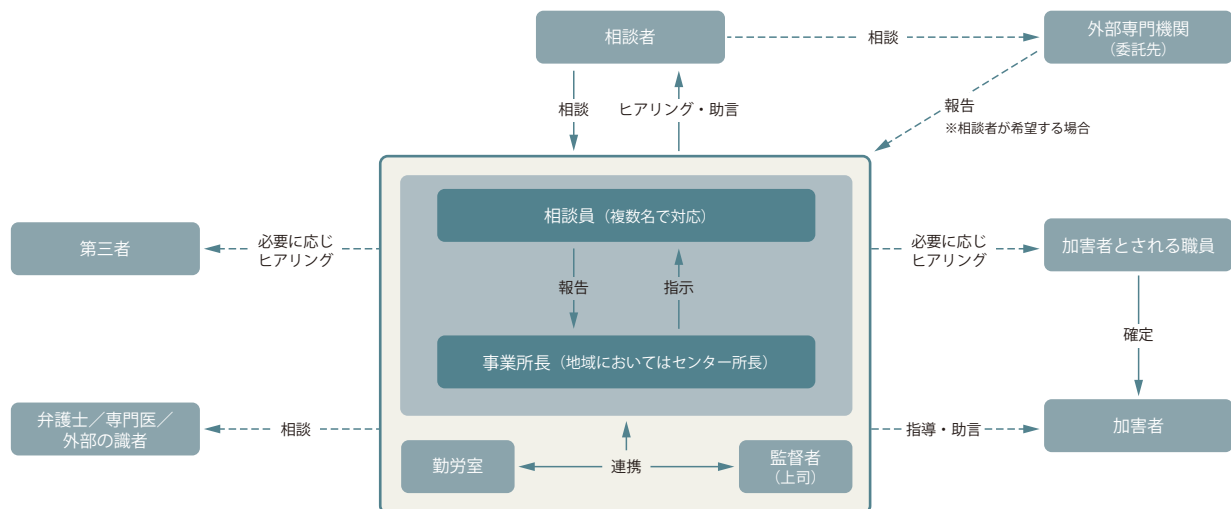 相談者
相談
外部専門機関
（委託先）
相談
ヒアリング・助言
報告
※相談者が希望する場合
相談員（複数名で対応）
第三者
必要に応じ
ヒアリング
必要に応じ
ヒアリング
加害者とされる職員
報告
指示
確定
事業所長（地域においてはセンター所長）
弁護士／専門医／
外部の識者
相談
指導・助言
加害者
勤労室
連携
監督者
（上司）